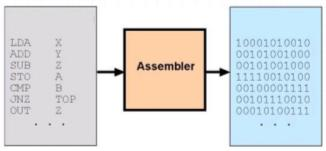 LDA X
ADD Y
SUB Z
STO A
CMP B
JNZ TOP
OUT Z
. . .
Assembler
10001010010
00101001000
00101001000
11110010100
00100001111
00101110010
00010100111
. . .